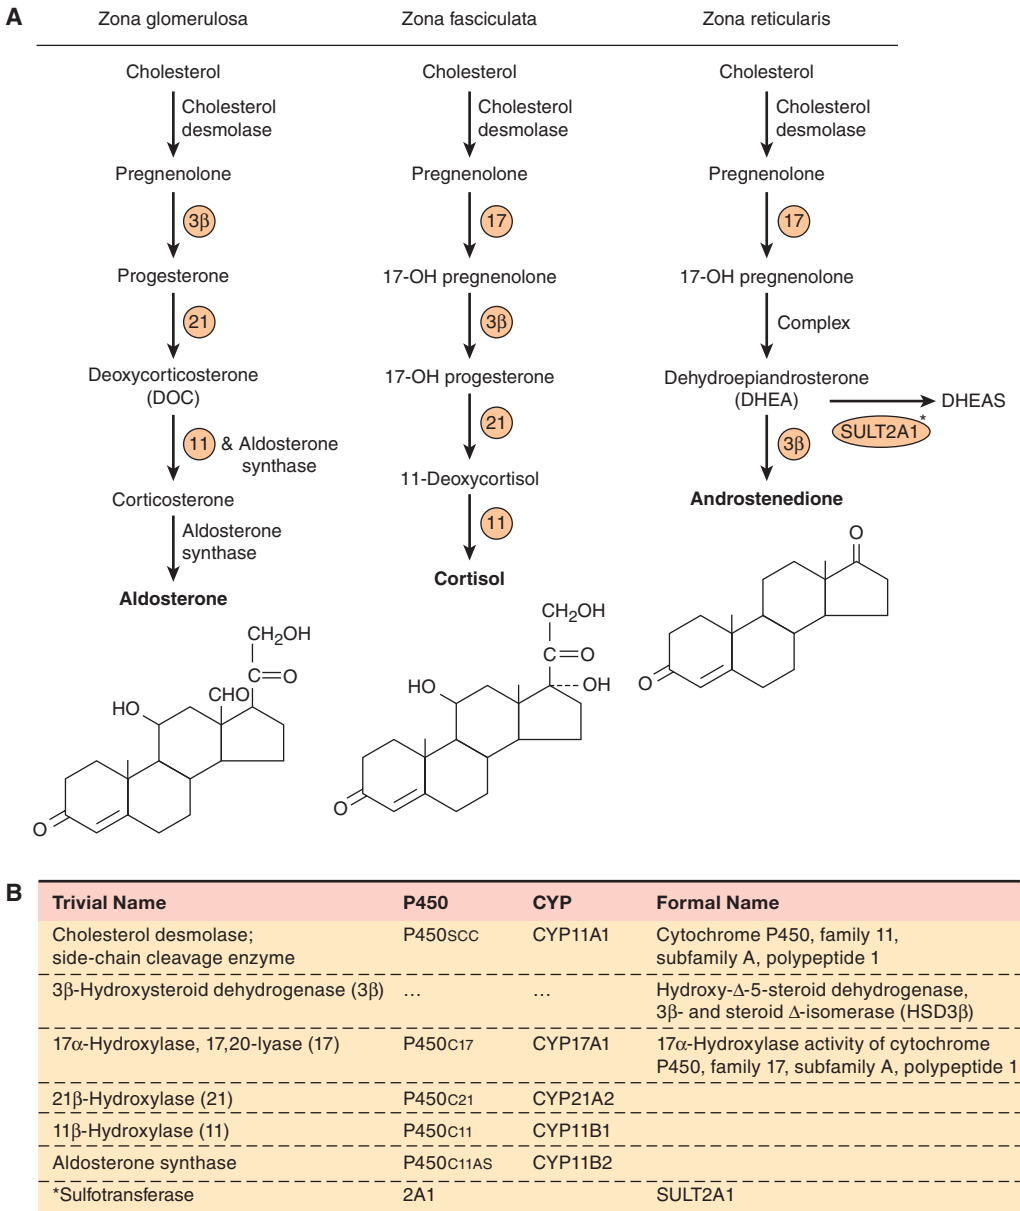 A
Zona glomerulosa
Zona fasciculata
Zona reticularis
Cholesterol
Cholesterol
desmolase
Pregnenolone
3β
Progesterone
21
Deoxycorticosterone
(DOC)
11 & Aldosterone
synthase
Corticosterone
Aldosterone
synthase
Aldosterone
CH2OH
C=O
CHO
HO
O
Cholesterol
Cholesterol
desmolase
Pregnenolone
17
17-OH pregnenolone
3β
17-OH progesterone
21
11-Deoxycortisol
11
Cortisol
CH2OH
C=O
HO
OH
O
Cholesterol
Cholesterol
desmolase
Pregnenolone
17
17-OH pregnenolone
Complex
Dehydroepiandrosterone
(DHEA)
DHEAS
SULT2A1*
3β
Androstenedione
O
O
B
Trivial Name P450 CYP Formal Name
Cholesterol desmolase; P450SCC CYP11A1 Cytochrome P450, family 11,
side-chain cleavage enzyme subfamily A, polypeptide 1
3β-Hydroxysteroid dehydrogenase (3β) ... ... Hydroxy-Δ-5-steroid dehydrogenase,
3β- and steroid Δ-isomerase (HSD3β)
17α-Hydroxylase, 17,20-lyase (17) P450C17 CYP17A1 17α-Hydroxylase activity of cytochrome
P450, family 17, subfamily A, polypeptide 1
21β-Hydroxylase (21) P450C21 CYP21A2
11β-Hydroxylase (11) P450C11 CYP11B1
Aldosterone synthase P450C11AS CYP11B2
*Sulfotransferase 2A1 SULT2A1